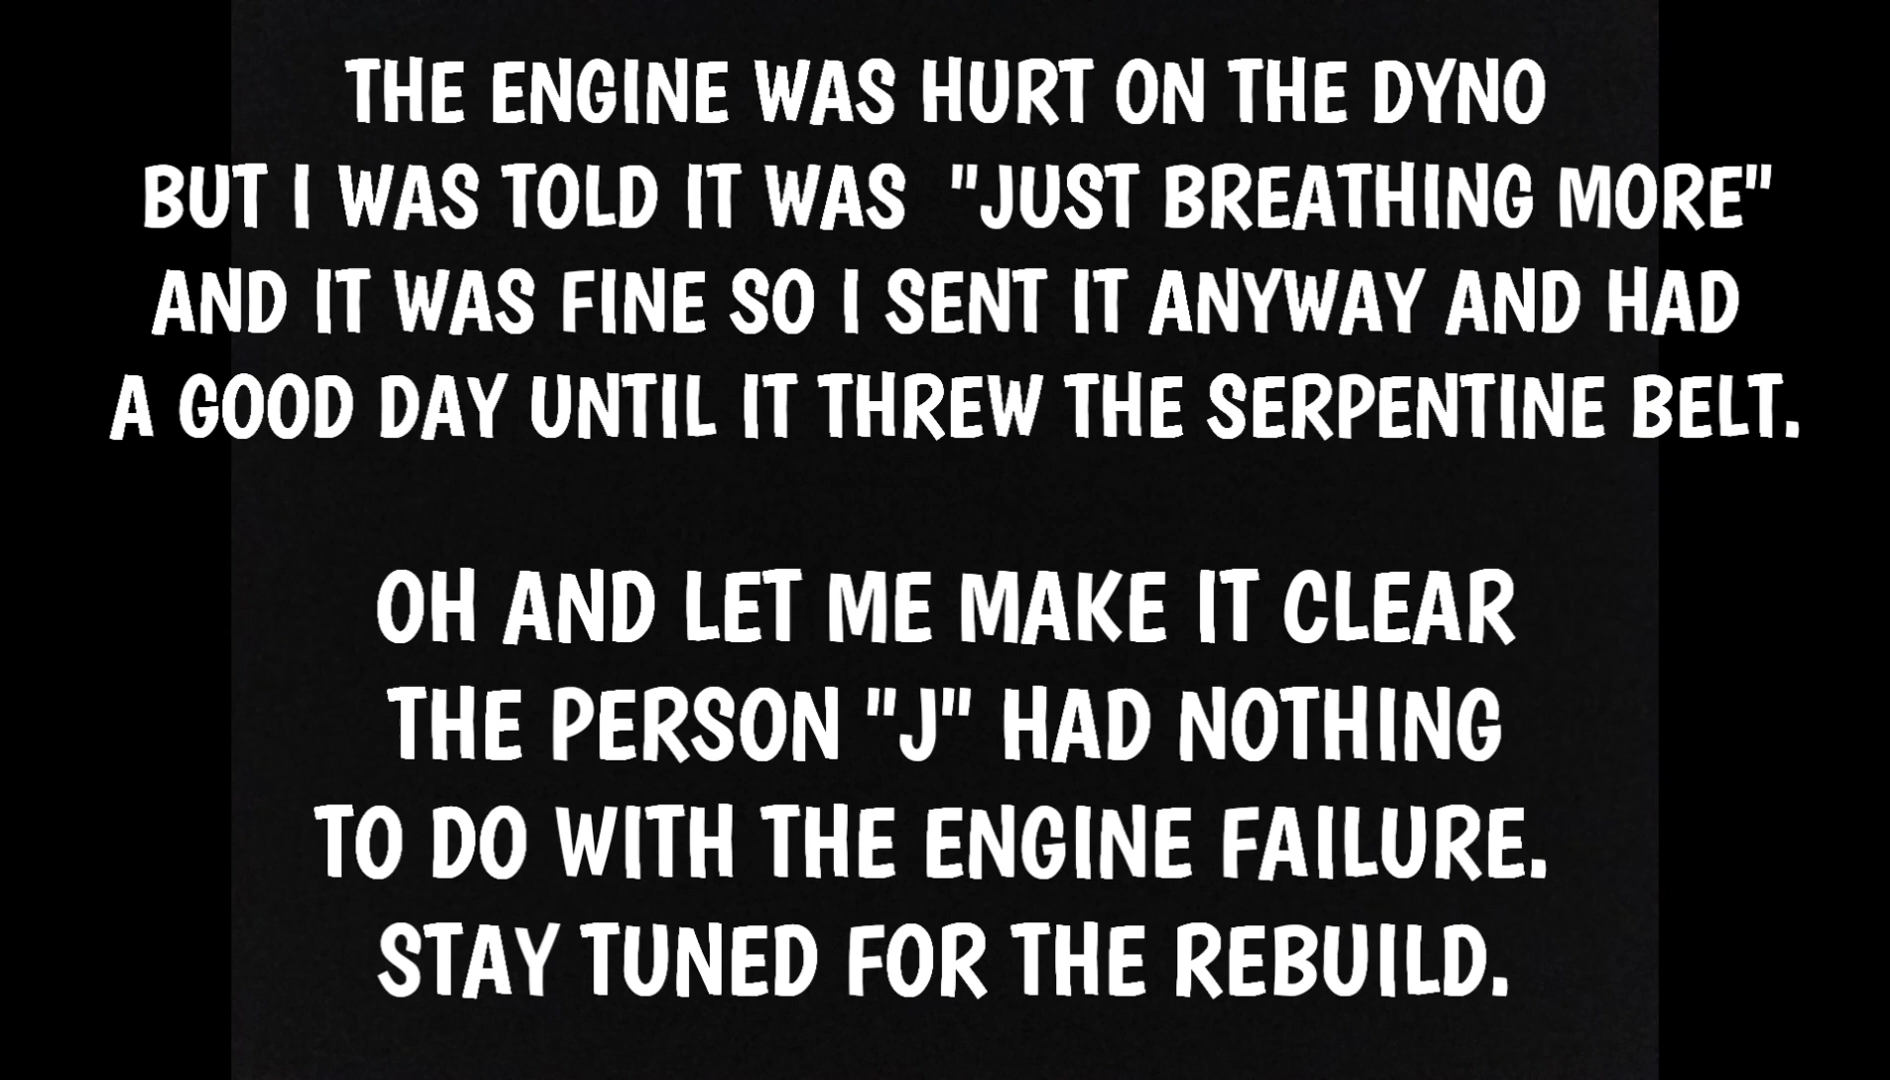 THE ENGINE WAS HURT ON THE DYNO
BUT I WAS TOLD IT WAS "JUST BREATHING MORE"
AND IT WAS FINE SO I SENT IT ANYWAY AND HAD
A GOOD DAY UNTIL IT THREW THE SERPENTINE BELT.
OH AND LET ME MAKE IT CLEAR
THE PERSON "J" HAD NOTHING
TO DO WITH THE ENGINE FAILURE.
STAY TUNED FOR THE REBUILD.